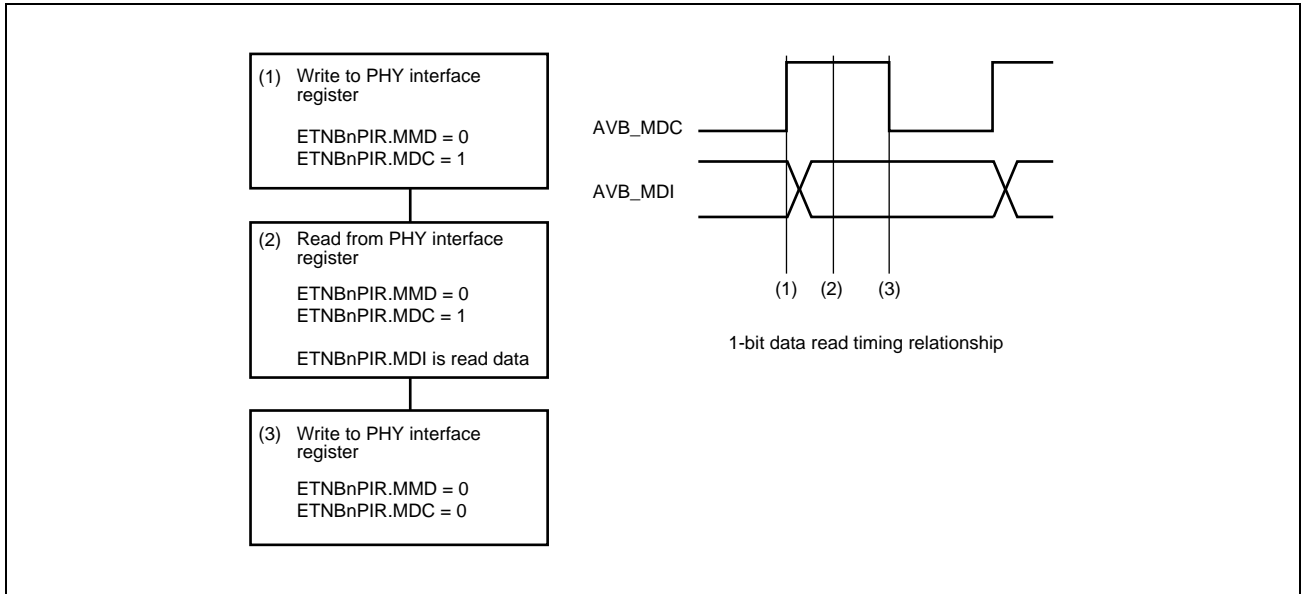 (1) Write to PHY interface
register
ETNBnPIR.MMD = 0
ETNBnPIR.MDC = 1
(2) Read from PHY interface
register
ETNBnPIR.MMD = 0
ETNBnPIR.MDC = 1
ETNBnPIR.MDI is read data
(3) Write to PHY interface
register
ETNBnPIR.MMD = 0
ETNBnPIR.MDC = 0
AVB_MDC
AVB_MDI
(1) (2) (3)
1-bit data read timing relationship